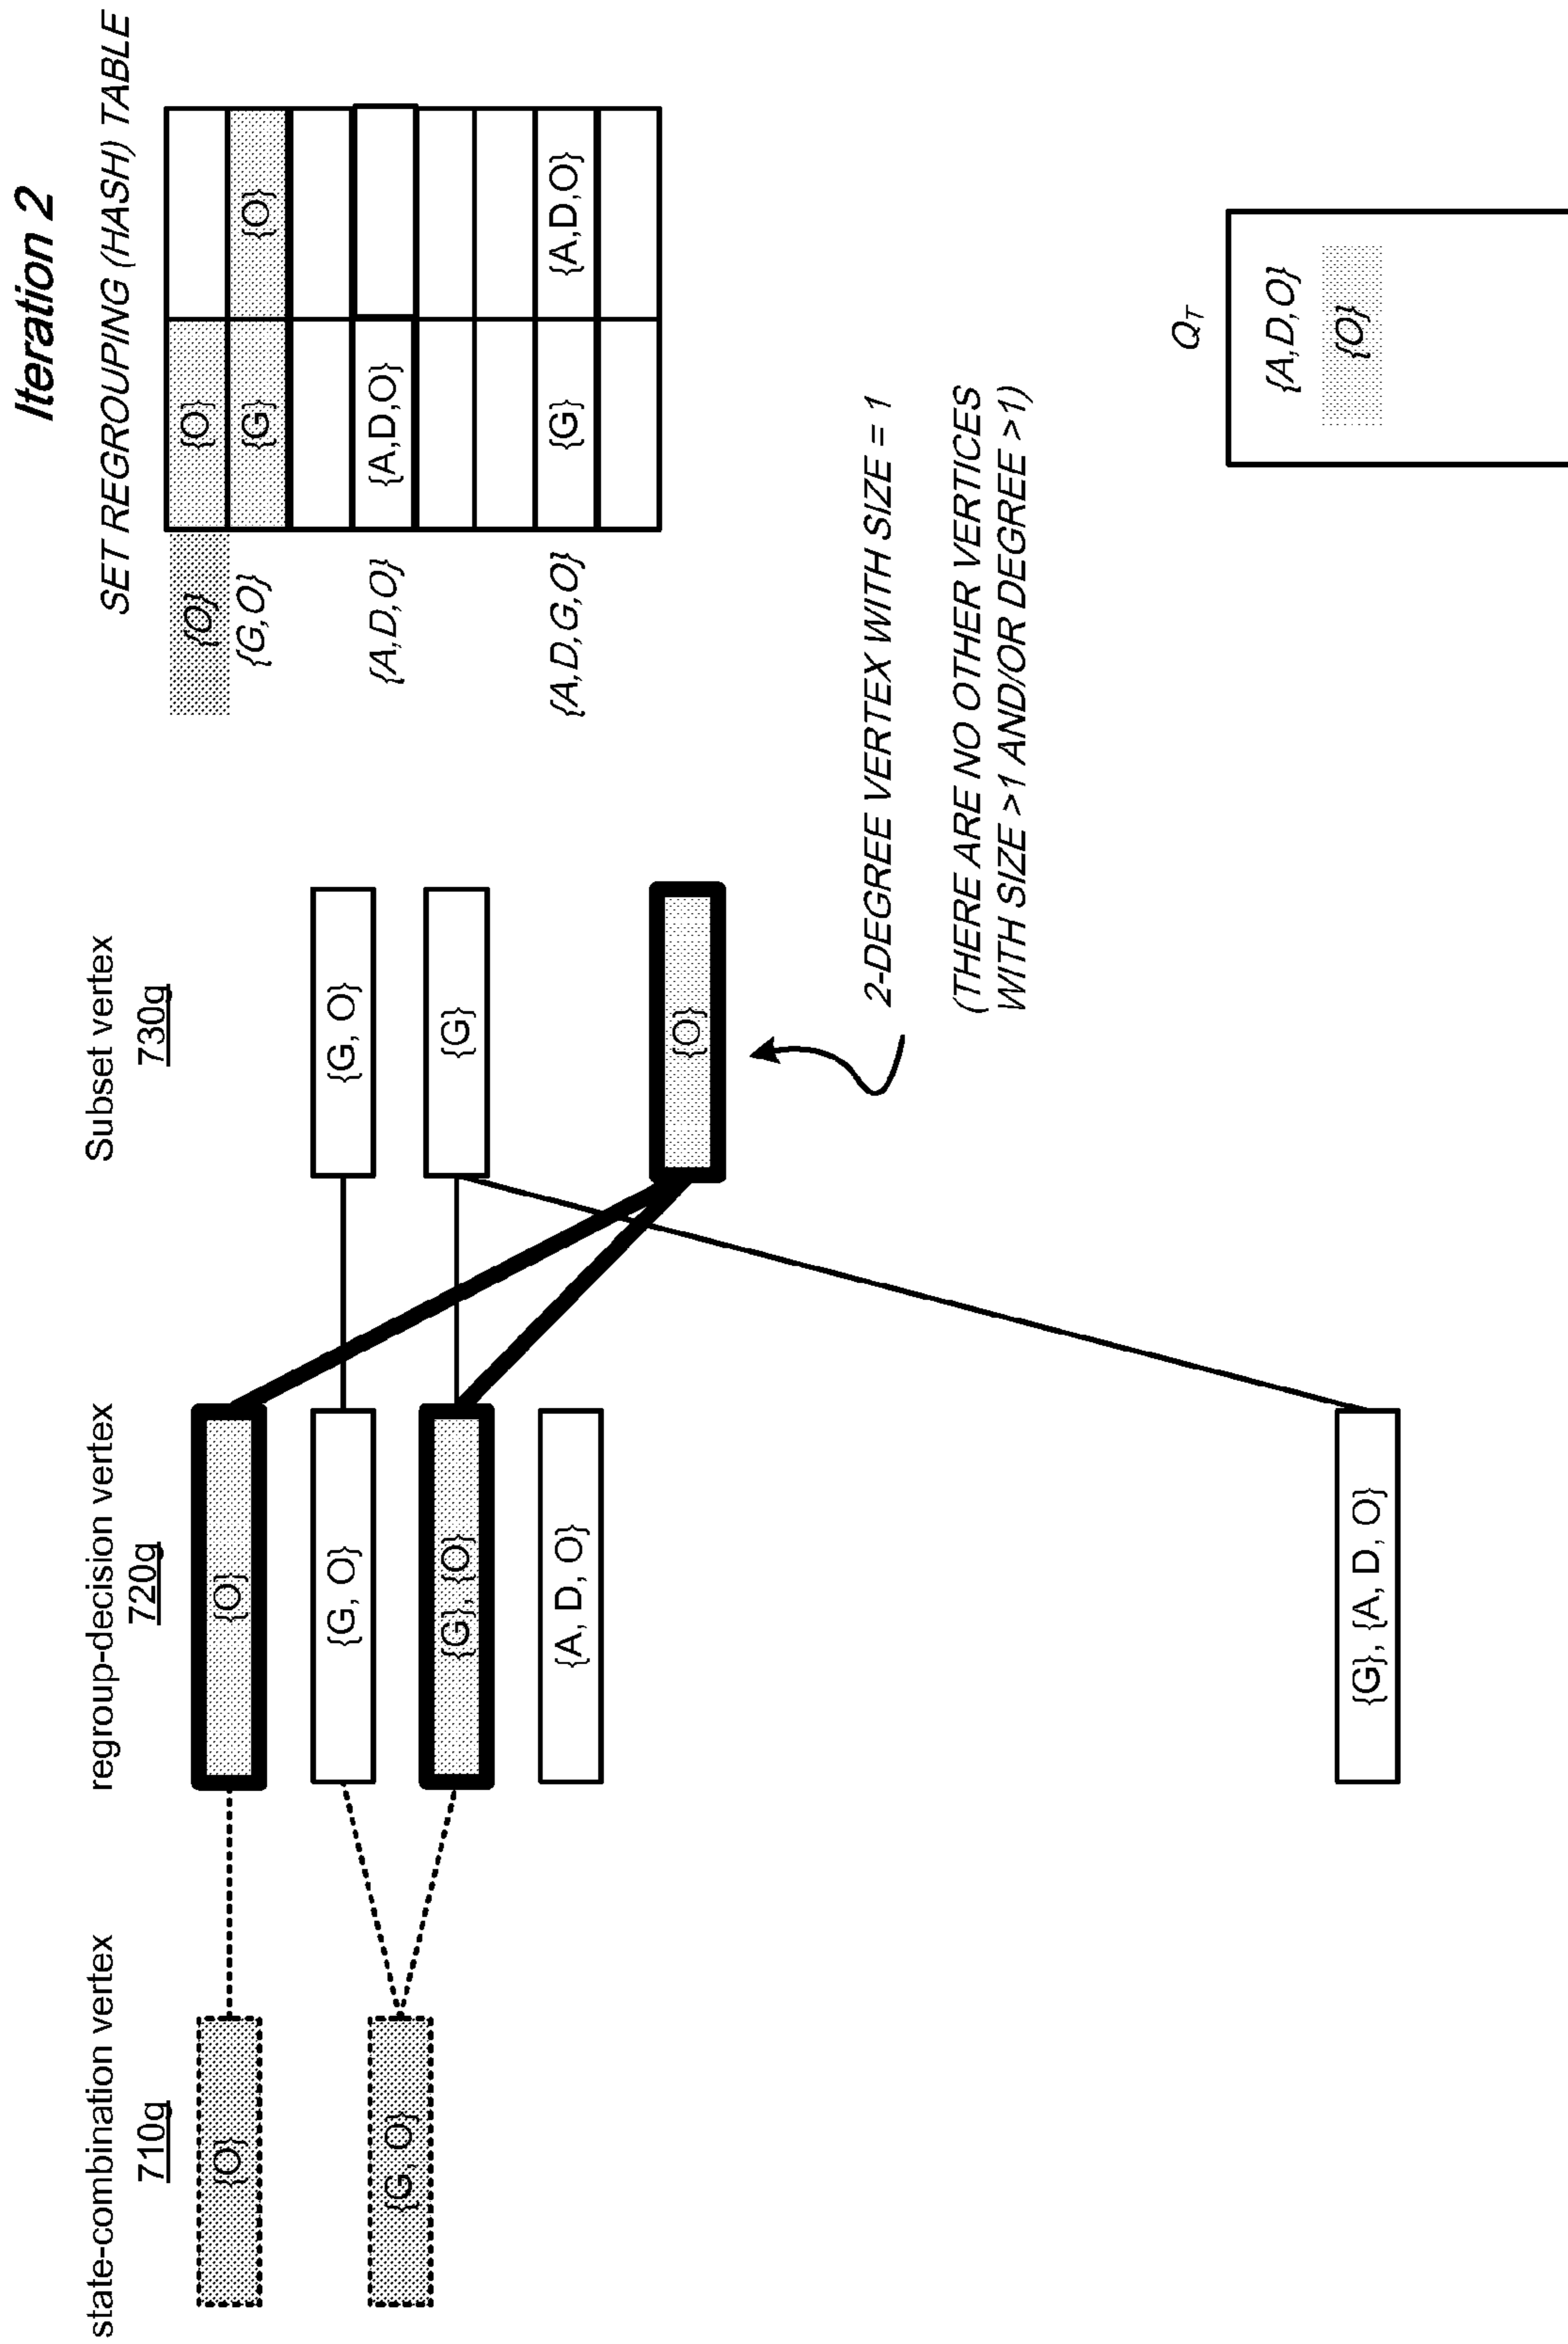 Iteration 2
state-combination vertex
710g
regroup-decision vertex
720g
Subset vertex
730g
SET REGROUPING (HASH) TABLE
{O}
{O}
{G,O}
{G}
{O}
{A,D,O}
{A,D,O}
{A,D,G,O}
{G}
{A,D,O}
{O}
{G, O}
{O}
{G, O}
{G}, {O}
{A, D, O}
{G}, {A, D, O}
{G, O}
{G}
{O}
2-DEGREE VERTEX WITH SIZE = 1
(THERE ARE NO OTHER VERTICES
WITH SIZE >1 AND/OR DEGREE >1)
QT
{A,D,O}
{O}